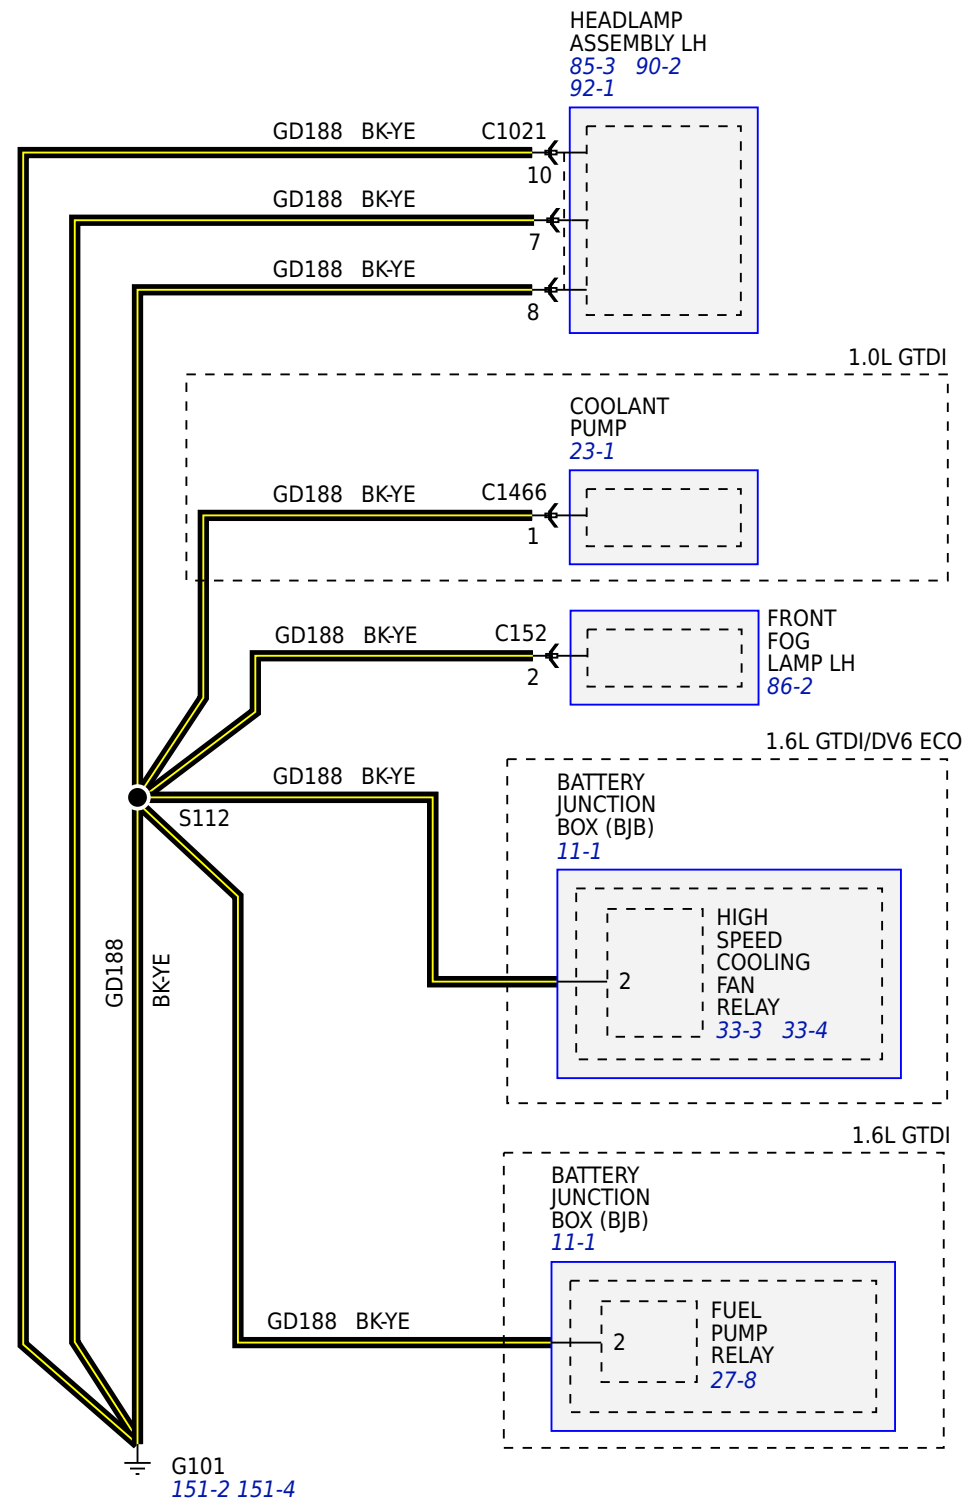 HEADLAMP
ASSEMBLY LH
85-3 90-2
92-1
GD188 BK-YE C1021
10
GD188 BK-YE
7
GD188 BK-YE
8
1.0L GTDI
COOLANT
PUMP
23-1
GD188 BK-YE C1466
1
FRONT
FOG
LAMP LH
86-2
GD188 BK-YE C152
2
1.6L GTDI/DV6 ECO
BATTERY
JUNCTION
BOX (BJB)
11-1
GD188 BK-YE
S112
HIGH
SPEED
COOLING
FAN
RELAY
33-3 33-4
2
GD188
BK-YE
1.6L GTDI
BATTERY
JUNCTION
BOX (BJB)
11-1
GD188 BK-YE
2
FUEL
PUMP
RELAY
27-8
G101
151-2 151-4